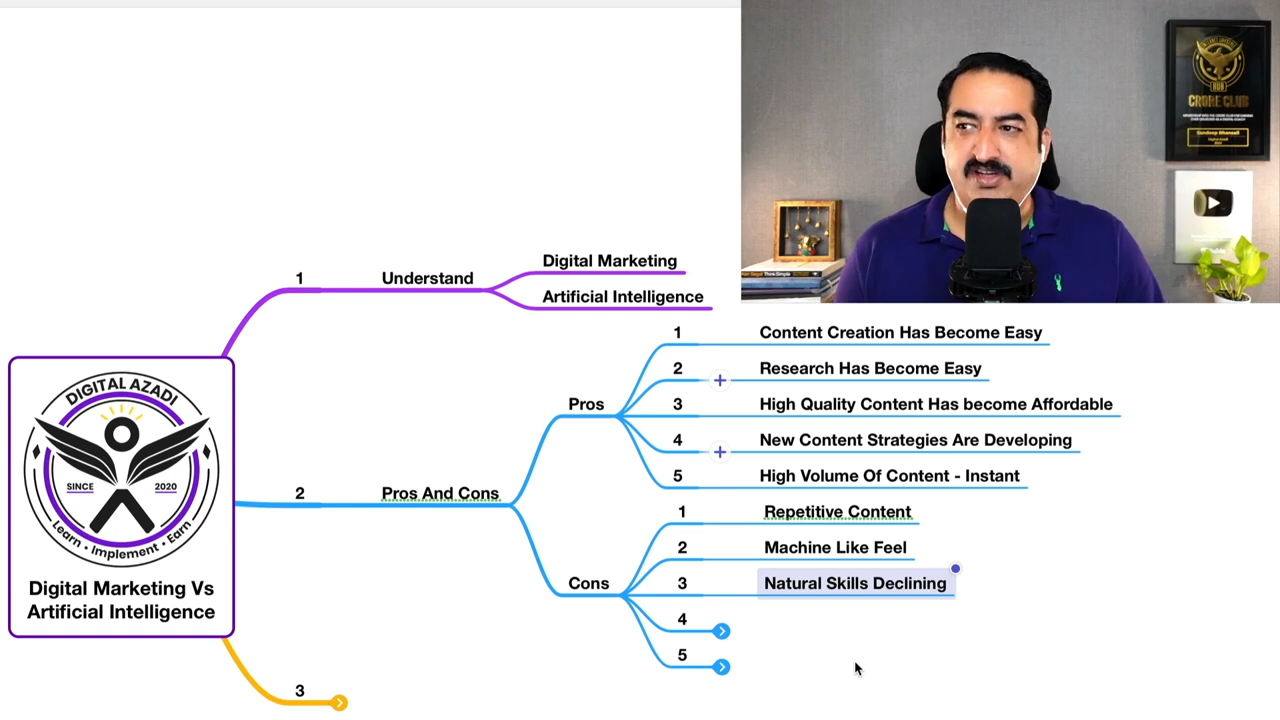 CRORE CLUB
Sandeep Bhansali
1
Understand
Digital Marketing
Artificial Intelligence
DIGITAL AZADI
SINCE
2020
Learn • Implement • Earn
Digital Marketing Vs
Artificial Intelligence
2
Pros And Cons
Pros
1
Content Creation Has Become Easy
2
Research Has Become Easy
3
High Quality Content Has become Affordable
4
New Content Strategies Are Developing
5
High Volume Of Content - Instant
Cons
1
Repetitive Content
2
Machine Like Feel
3
Natural Skills Declining
4
5
3